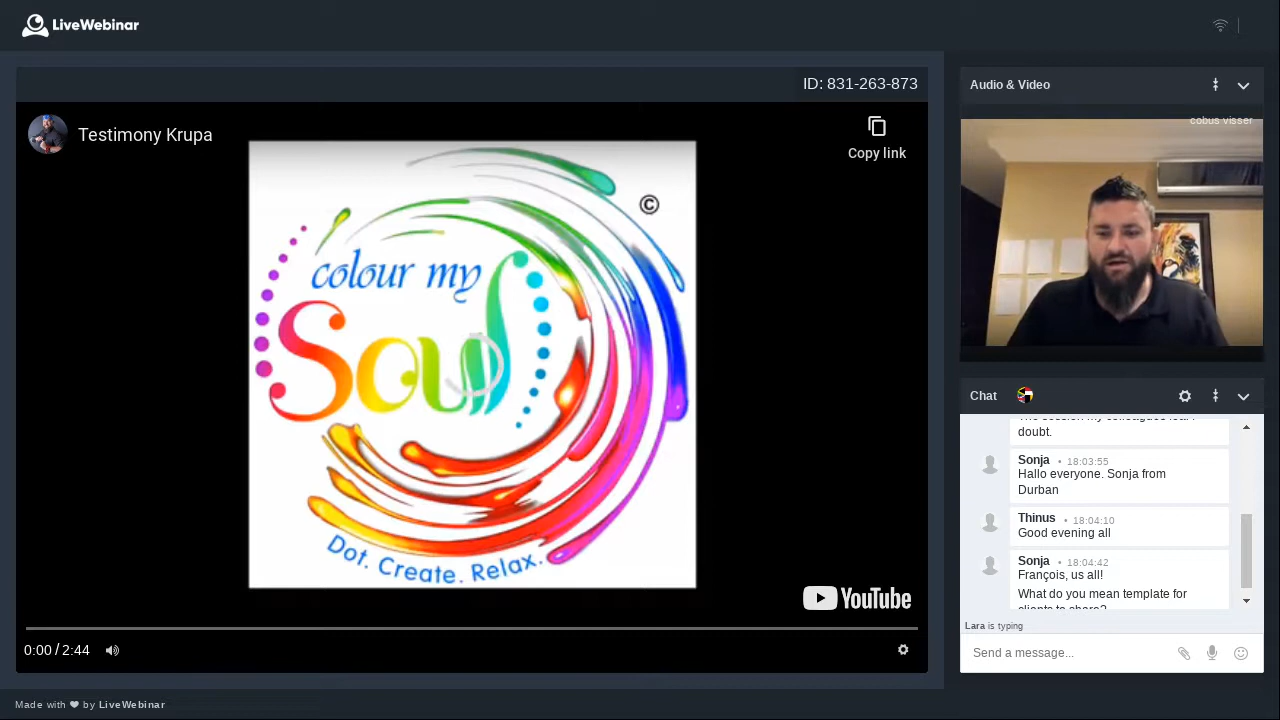 LiveWebinar
ID: 831-263-873
Testimony Krupa
Copy link
©
colour my
Soul
Dot. Create. Relax.
YouTube
0:00 / 2:44
Audio & Video
cobus visser
Chat
doubt.
Sonja • 18:03:55
Hallo everyone. Sonja from
Durban
Thinus • 18:04:10
Good evening all
Sonja • 18:04:42
François, us all!
What do you mean template for
clients to share?
Lara is typing
Send a message...
Made with ❤ by LiveWebinar